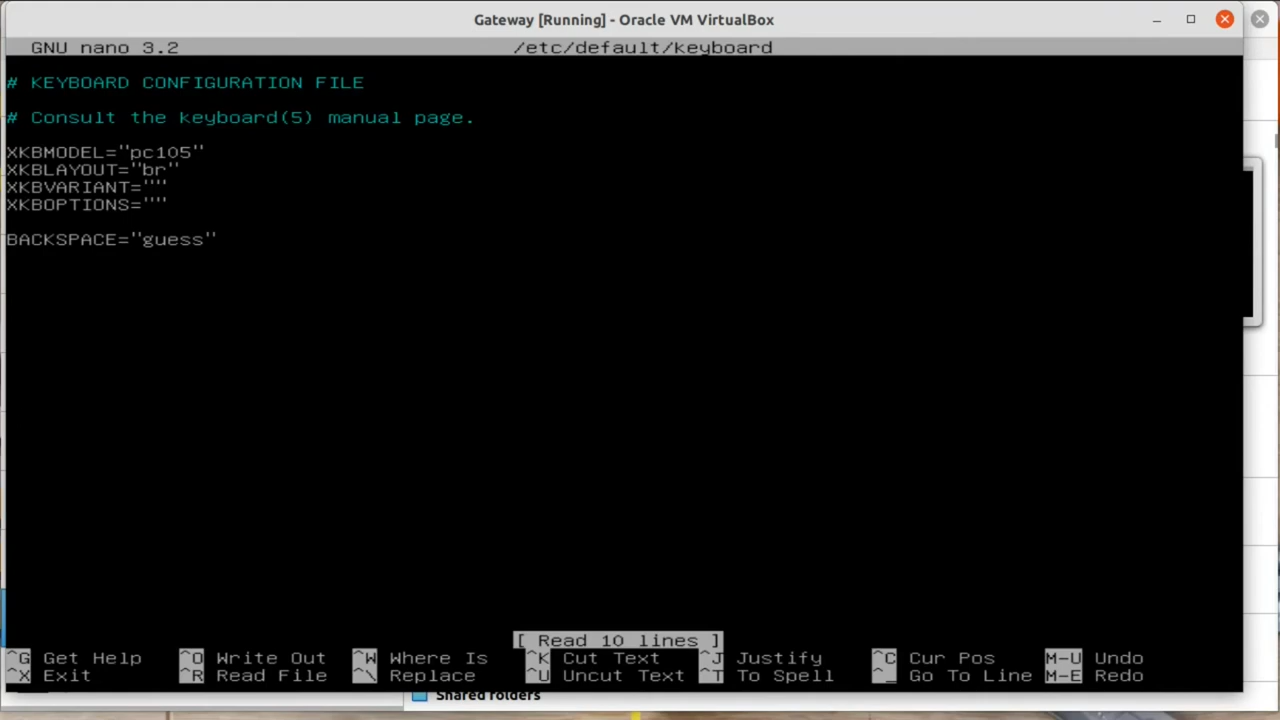 Gateway [Running] - Oracle VM VirtualBox
GNU nano 3.2 /etc/default/keyboard
# KEYBOARD CONFIGURATION FILE
# Consult the keyboard(5) manual page.
XKBMODEL="pc105"
XKBLAYOUT="br"
XKBVARIANT=""
XKBOPTIONS=""
BACKSPACE="guess"
[ Read 10 lines ]
^G Get Help ^O Write Out ^W Where Is ^K Cut Text ^J Justify ^C Cur Pos M-U Undo
^X Exit ^R Read File ^\ Replace ^U Uncut Text ^T To Spell ^_ Go To Line M-E Redo
Shared folders